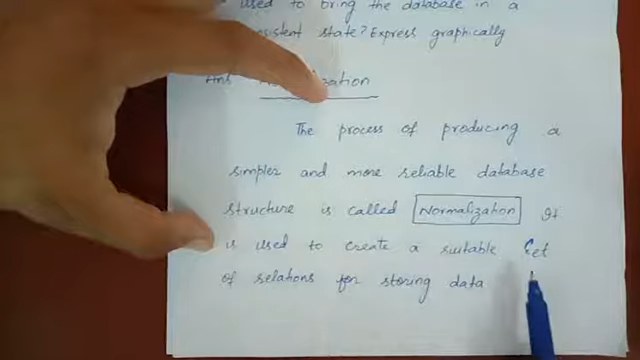 used to bring the database in a
state? Express graphically
Ans
The process of producing a
simpler and more reliable database
structure is called Normalization It
is used to create a suitable set
of relations for storing data